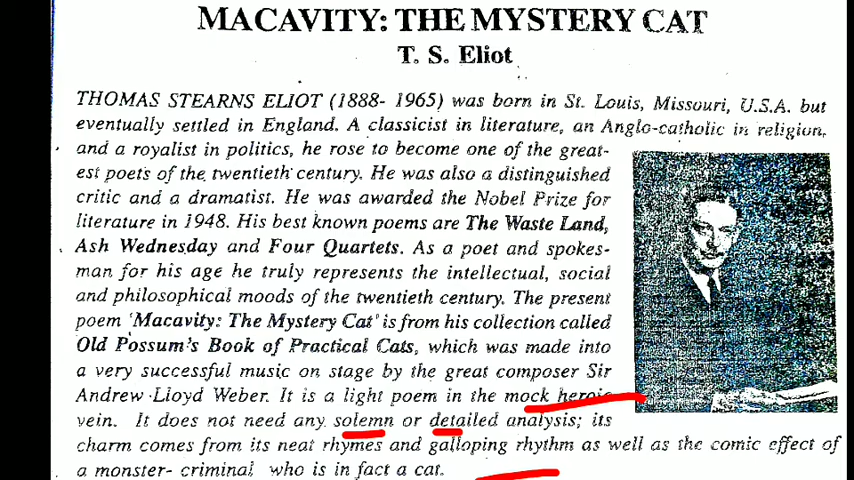 MACAVITY: THE MYSTERY CAT
T. S. Eliot
THOMAS STEARNS ELIOT (1888- 1965) was born in St. Louis, Missouri, U.S.A. but
eventually settled in England. A classicist in literature, an Anglo-catholic in religion,
and a royalist in politics, he rose to become one of the great-
est poets of the twentieth century. He was also a distinguished
critic and a dramatist. He was awarded the Nobel Prize for
literature in 1948. His best known poems are The Waste Land,
Ash Wednesday and Four Quartets. As a poet and spokes-
man for his age he truly represents the intellectual, social
and philosophical moods of the twentieth century. The present
poem 'Macavity: The Mystery Cat' is from his collection called
Old Possum's Book of Practical Cats, which was made into
a very successful music on stage by the great composer Sir
Andrew Lloyd Weber. It is a light poem in the mock heroic
vein. It does not need any solemn or detailed analysis; its
charm comes from its neat rhymes and galloping rhythm as well as the comic effect of
a monster- criminal who is in fact a cat.